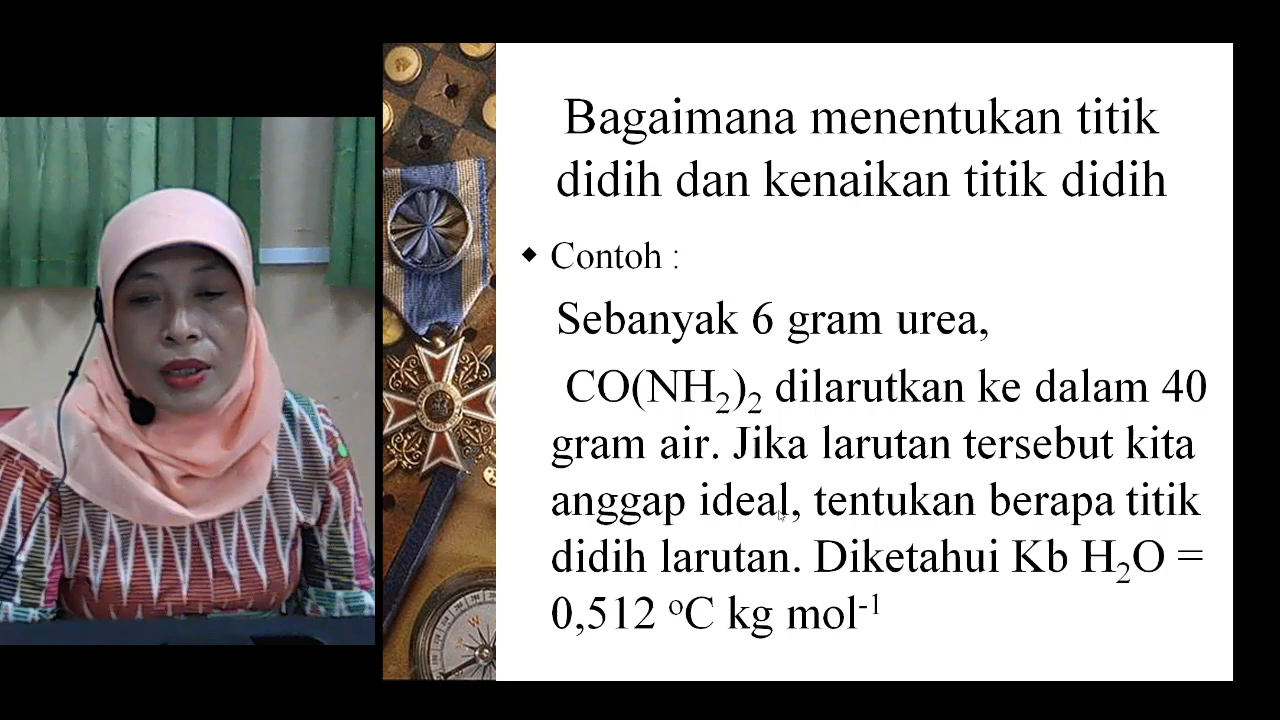 Bagaimana menentukan titik
didih dan kenaikan titik didih
Contoh :
Sebanyak 6 gram urea,
CO(NH₂)₂ dilarutkan ke dalam 40
gram air. Jika larutan tersebut kita
anggap ideal, tentukan berapa titik
didih larutan. Diketahui Kb H₂O =
0,512 ᵒC kg mol⁻¹